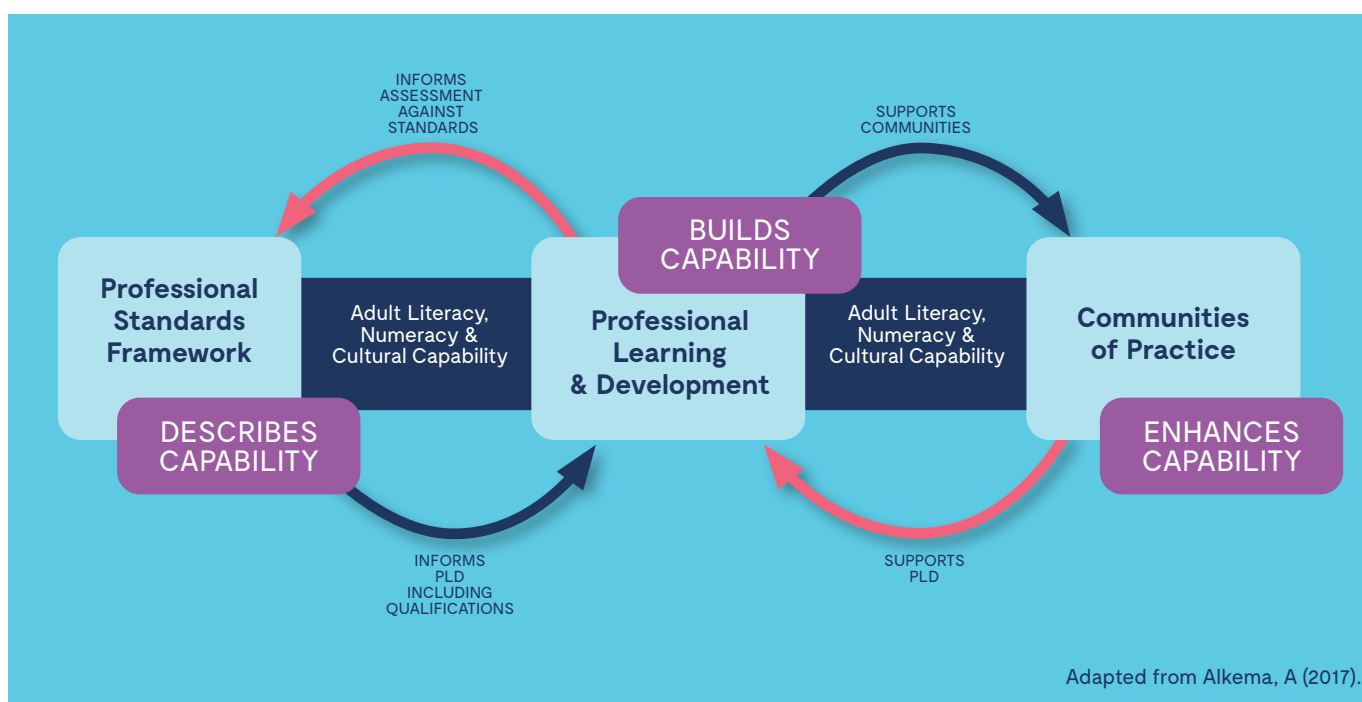 INFORMS
ASSESSMENT
AGAINST
STANDARDS
SUPPORTS
COMMUNITIES
BUILDS
CAPABILITY
Professional
Standards
Framework
Adult Literacy,
Numeracy &
Cultural Capability
Professional
Learning
& Development
Adult Literacy,
Numeracy &
Cultural Capability
Communities
of Practice
DESCRIBES
CAPABILITY
ENHANCES
CAPABILITY
INFORMS
PLD
INCLUDING
QUALIFICATIONS
SUPPORTS
PLD
Adapted from Alkema, A (2017).